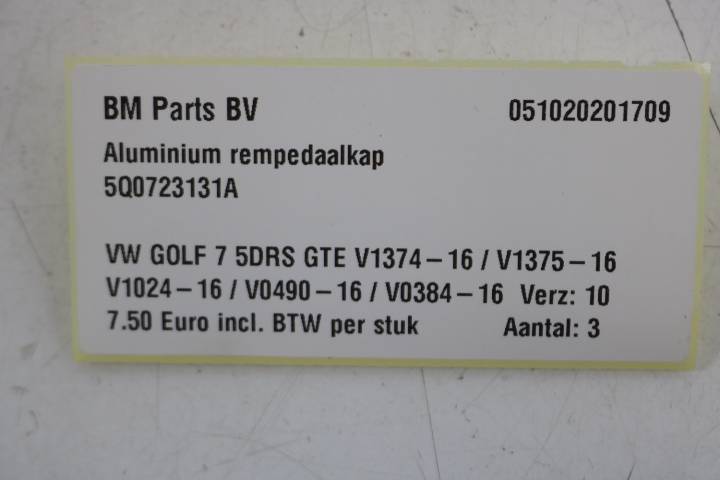 BM Parts BV 051020201709
Aluminium rempedaalkap
5Q0723131A
VW GOLF 7 5DRS GTE V1374-16 / V1375-16
V1024-16 / V0490-16 / V0384-16 Verz: 10
7.50 Euro incl. BTW per stuk Aantal: 3